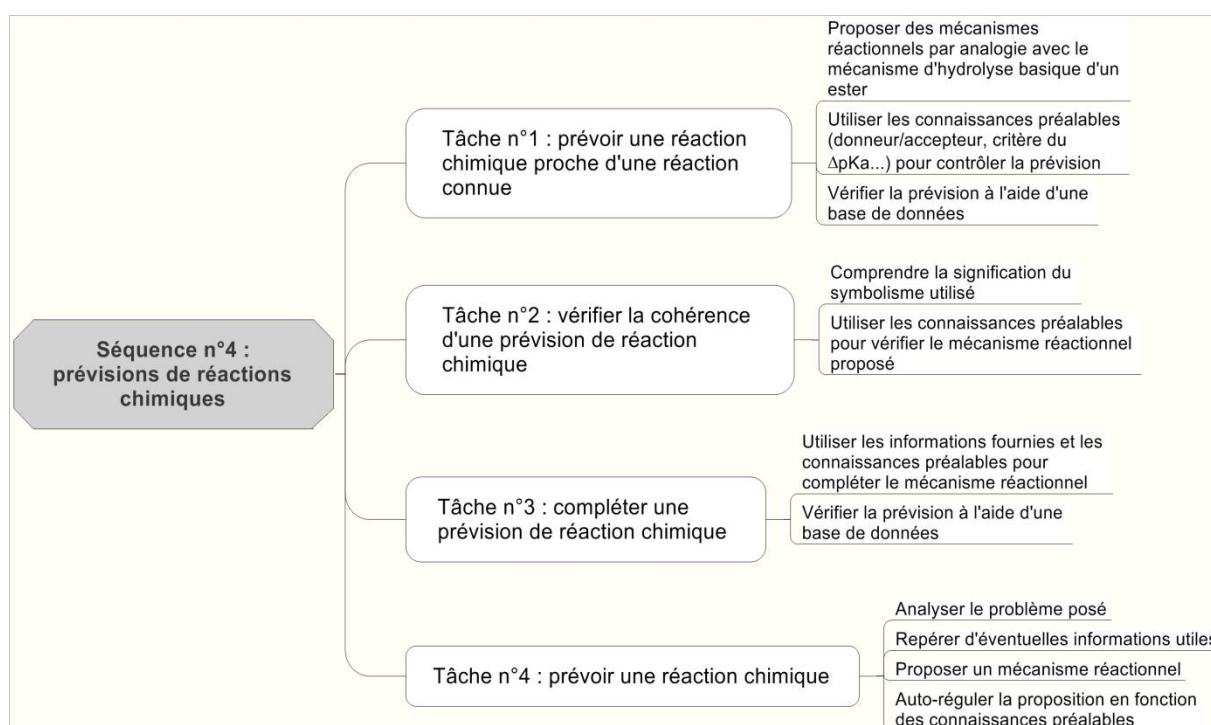 Proposer des mécanismes
réactionnels par analogie avec le
mécanisme d'hydrolyse basique d'un
ester
Tâche n°1 : prévoir une réaction
chimique proche d'une réaction
connue
Utiliser les connaissances préalables
(donneur/accepteur, critère du
ΔpKa...) pour contrôler la prévision
Vérifier la prévision à l'aide d'une
base de données
Séquence n°4 :
prévisions de réactions
chimiques
Tâche n°2 : vérifier la cohérence
d'une prévision de réaction
chimique
Comprendre la signification du
symbolisme utilisé
Utiliser les connaissances préalables
pour vérifier le mécanisme réactionnel
proposé
Tâche n°3 : compléter une
prévision de réaction chimique
Utiliser les informations fournies et les
connaissances préalables pour
compléter le mécanisme réactionnel
Vérifier la prévision à l'aide d'une
base de données
Tâche n°4 : prévoir une réaction chimique
Analyser le problème posé
Repérer d'éventuelles informations utiles
Proposer un mécanisme réactionnel
Auto-réguler la proposition en fonction
des connaissances préalables